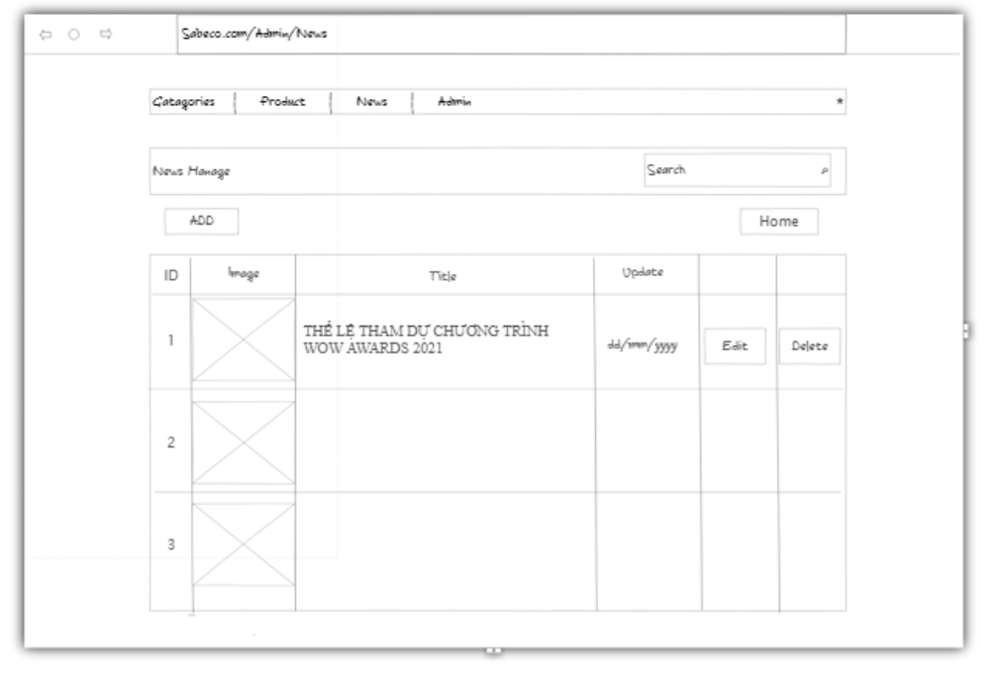 Sabeco.com/Admin/News
Catagories Product News Admin *
News Manage Search
ADD Home
ID Image Title Update
1 THỂ LỆ THAM DỰ CHƯƠNG TRÌNH
WOW AWARDS 2021 dd/mm/yyyy Edit Delete
2
3